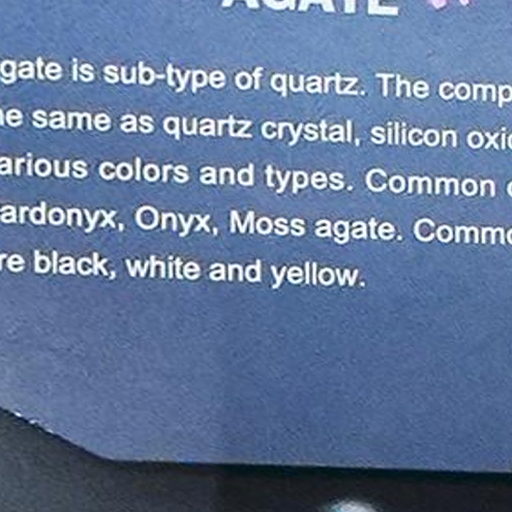 AGATE
gate is sub-type of quartz. The comp
e same as quartz crystal, silicon oxi
arious colors and types. Common
ardonyx, Onyx, Moss agate. Commo
re black, white and yellow.